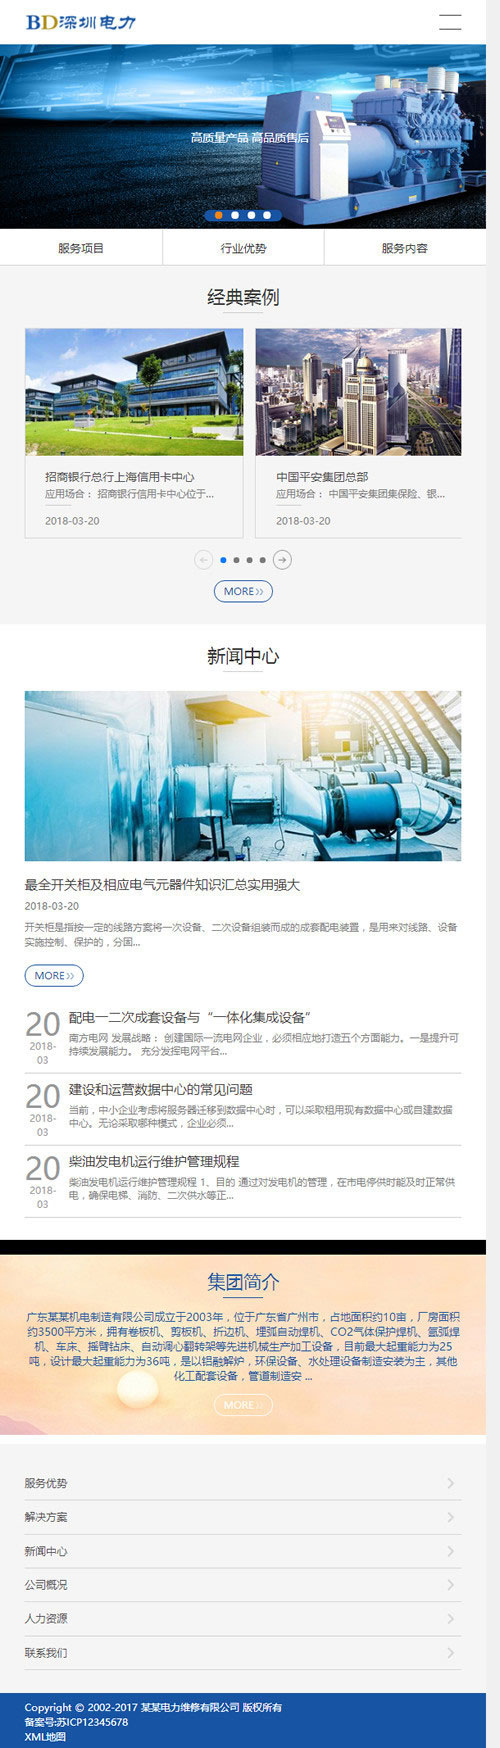 BD深圳电力
高质量产品 高品质售后
服务项目
行业优势
服务内容
经典案例
招商银行总行上海信用卡中心
应用场合： 招商银行信用卡中心位于...
2018-03-20
中国平安集团总部
应用场合： 中国平安集团集保险、银...
2018-03-20
MORE
新闻中心
最全开关柜及相应电气元器件知识汇总实用强大
2018-03-20
开关柜是指按一定的线路方案将一次设备、二次设备组装而成的成套配电装置，是用来对线路、设备
实施控制、保护的，分固...
MORE
20
2018-
03
配电一二次成套设备与“一体化集成设备”
南方电网 发展战略： 创建国际一流电网企业，必须相应地打造五个方面能力。一是提升可
持续发展能力。 充分发挥电网平台...
20
2018-
03
建设和运营数据中心的常见问题
当前，中小企业考虑将服务器迁移到数据中心时，可以采取租用现有数据中心或自建数据
中心。无论采取哪种模式，企业必须...
20
2018-
03
柴油发电机运行维护管理规程
柴油发电机运行维护管理规程 1、目的 通过对发电机的管理，在市电停供时能及时正常供
电，确保电梯、消防、二次供水等正...
集团简介
广东某某机电制造有限公司成立于2003年，位于广东省广州市，占地面积约10亩，厂房面积
约3500平方米，拥有卷板机、剪板机、折边机、埋弧自动焊机、CO2气体保护焊机、氩弧焊
机、车床、摇臂钻床、自动调心翻转架等先进机械生产加工设备，目前最大起重能力为25
吨，设计最大起重能力为36吨，是以铝融解炉，环保设备、水处理设备制造安装为主，其他
化工配套设备，管道制造安 ...
MORE
服务优势
解决方案
新闻中心
公司概况
人力资源
联系我们
Copyright © 2002-2017 某某电力维修有限公司 版权所有
备案号:苏ICP12345678
XML地图